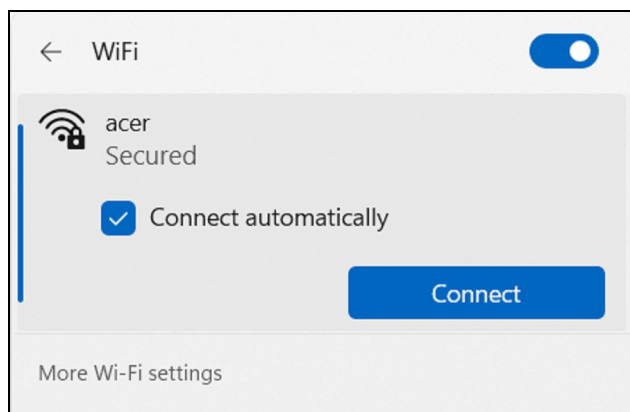 WiFi
acer
Secured
Connect automatically
Connect
More Wi-Fi settings